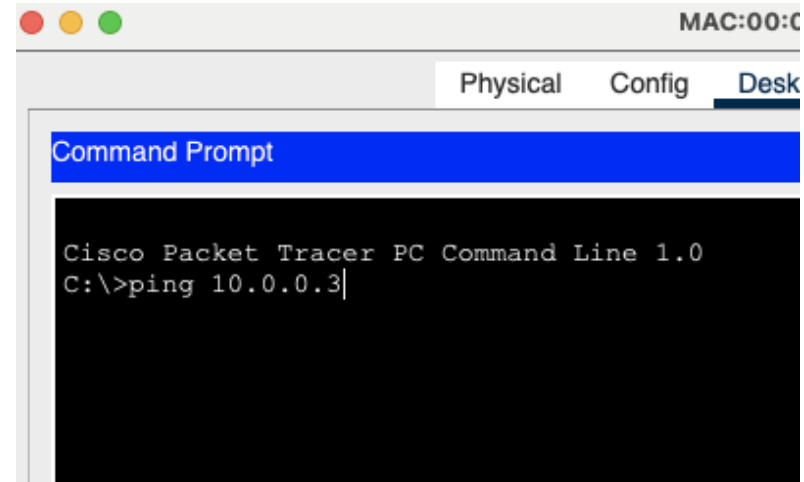 MAC:00:0
Physical Config Desk
Command Prompt
Cisco Packet Tracer PC Command Line 1.0
C:\>ping 10.0.0.3